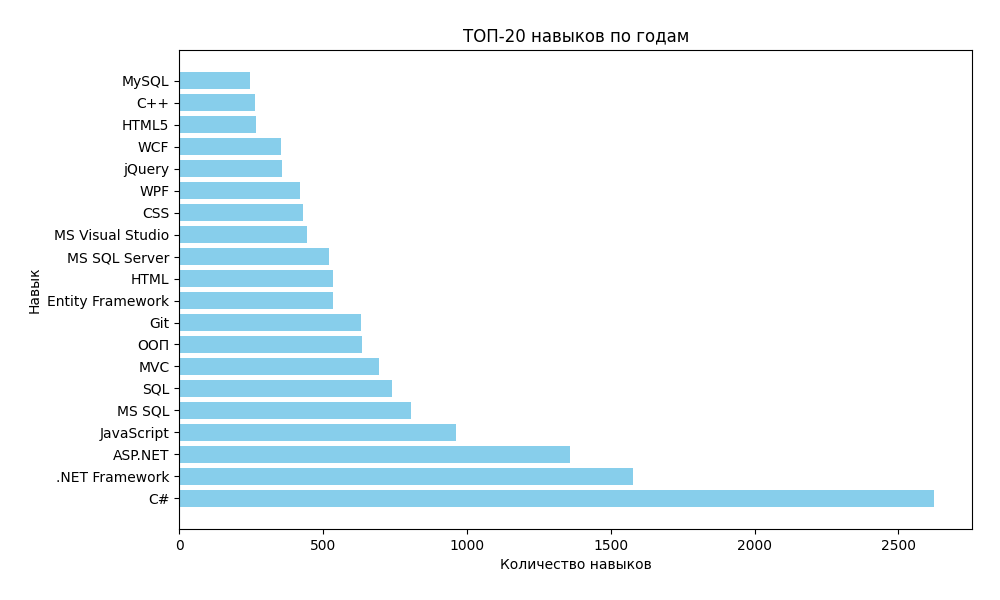 ТОП-20 навыков по годам
MySQL
C++
HTML5
WCF
jQuery
WPF
CSS
MS Visual Studio
MS SQL Server
HTML
Entity Framework
Git
ООП
MVC
SQL
MS SQL
JavaScript
ASP.NET
.NET Framework
C#
Навык
0 500 1000 1500 2000 2500
Количество навыков